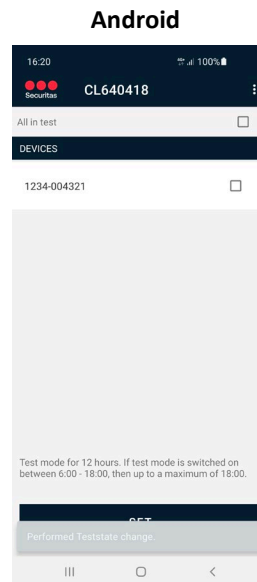 Android
16:20 100%
Securitas CL640418
All in test
DEVICES
1234-004321
Test mode for 12 hours. If test mode is switched on
between 6:00 - 18:00, then up to a maximum of 18:00.
SET
Performed Teststate change.